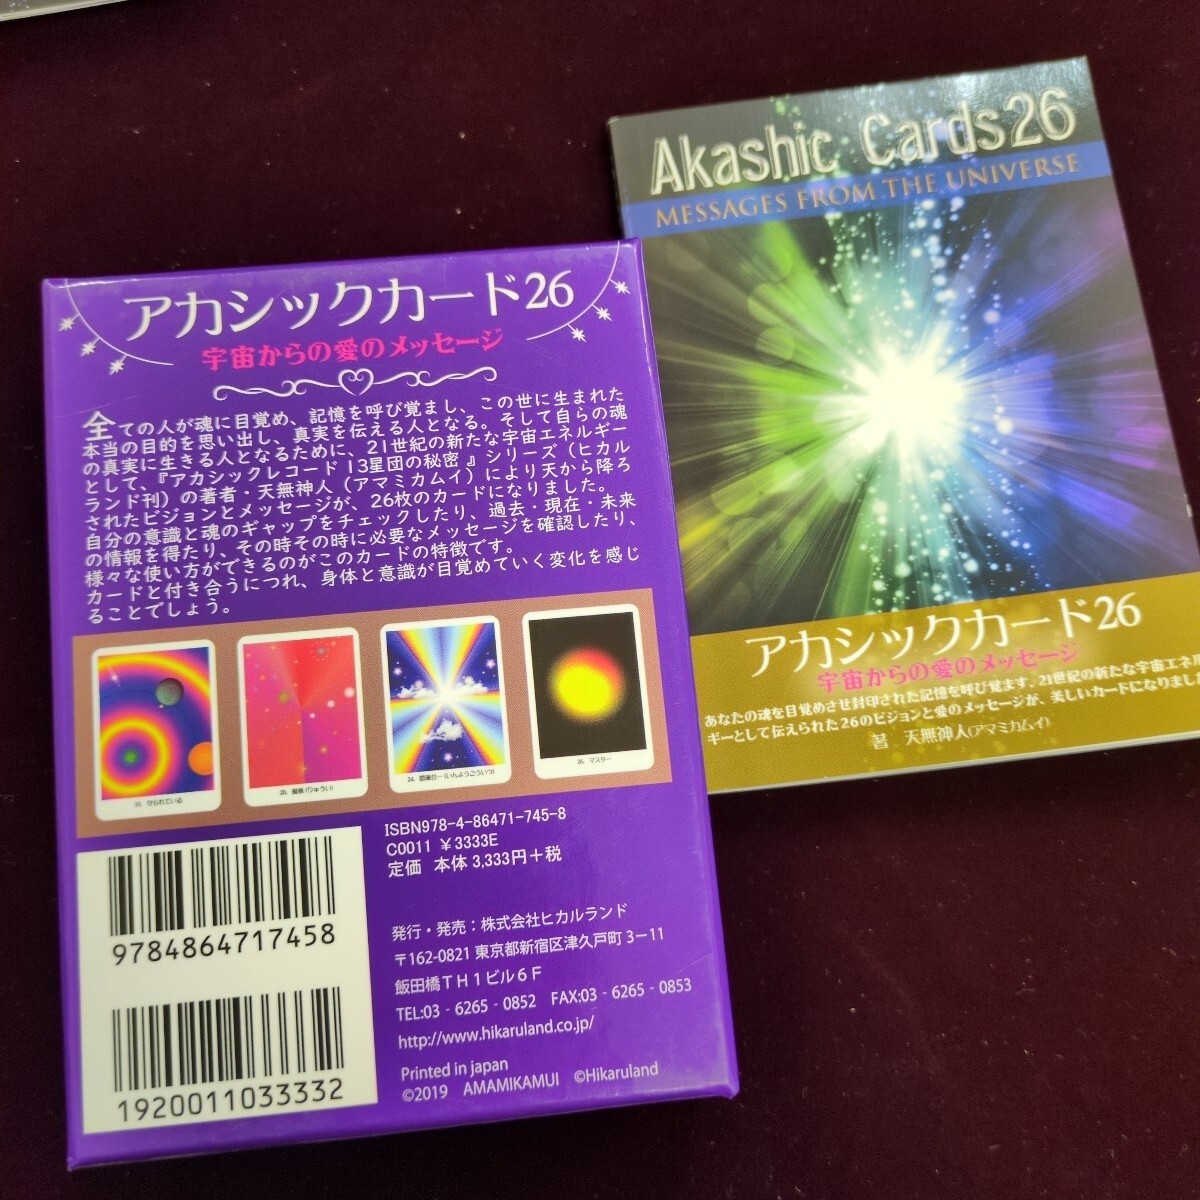 アカシックカード26
宇宙からの愛のメッセージ
全ての人が魂に目覚め、記憶を呼び覚まし、この世に生まれた
本当の目的を思い出し、真実を伝える人となる。そして自らの魂
の真実に生きる人となるために、21世紀の新たな宇宙エネルギー
として、『アカシックレコード 13星団の秘密 』シリーズ（ヒカル
ランド刊）の著者・天無神人（アマミカムイ）により天から降ろ
されたビジョンとメッセージが、26枚のカードになりました。
自分の意識と魂のギャップをチェックしたり、過去・現在・未来
の情報を得たり、その時その時に必要なメッセージを確認したり、
様々な使い方ができるのがこのカードの特徴です。
カードと付き合うにつれ、身体と意識が目覚めていく変化を感じ
ることでしょう。
守られている
(りゅうい)
24. (いんようごういつ)
26. マスター
ISBN978-4-86471-745-8
C0011 ¥3333E
定価 本体 3,333円+税
9784864717458
1920011033332
発行・発売：株式会社ヒカルランド
〒162-0821 東京都新宿区津久戸町 3−11
飯田橋TH1ビル6F
TEL:03‐6265‐0852 FAX:03‐6265‐0853
http://www.hikaruland.co.jp/
Printed in japan
©2019 AMAMIKAMUI ©Hikaruland
Akashic Cards26
MESSAGES FROM THE UNIVERSE
アカシックカード26
宇宙からの愛のメッセージ
あなたの魂を目覚めさせ封印された記憶を呼び覚ます、21世紀の新たな宇宙エネル
ギーとして伝えられた26のビジョンと愛のメッセージが、美しいカードになりました
著 天無神人(アマミカムイ)